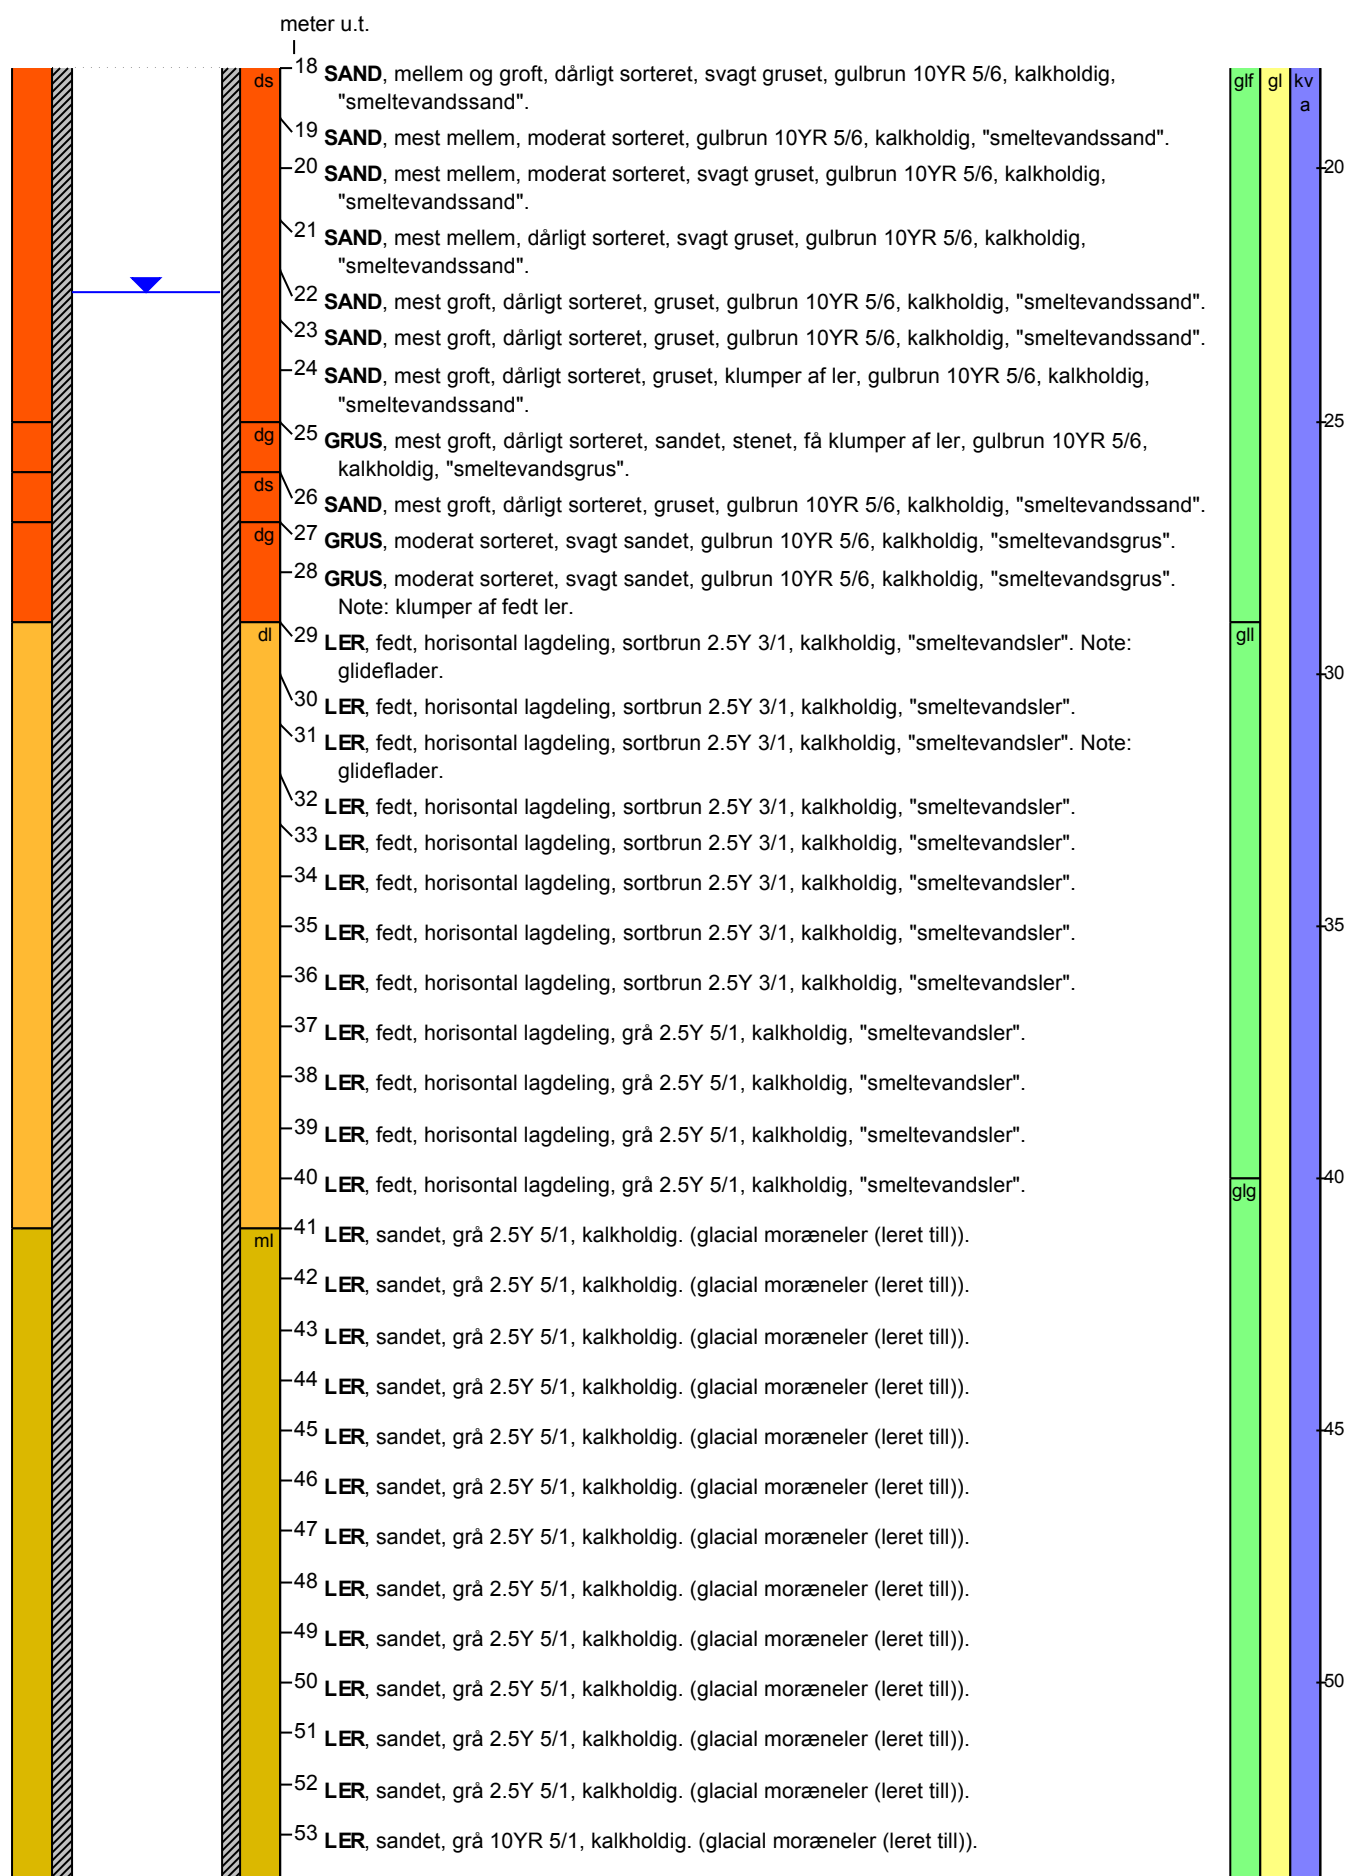 meter u.t.
18 SAND, mellem og groft, dårligt sorteret, svagt gruset, gulbrun 10YR 5/6, kalkholdig,
"smeltevandssand".
19 SAND, mest mellem, moderat sorteret, gulbrun 10YR 5/6, kalkholdig, "smeltevandssand".
20 SAND, mest mellem, moderat sorteret, svagt gruset, gulbrun 10YR 5/6, kalkholdig,
"smeltevandssand".
21 SAND, mest mellem, dårligt sorteret, svagt gruset, gulbrun 10YR 5/6, kalkholdig,
"smeltevandssand".
22 SAND, mest groft, dårligt sorteret, gruset, gulbrun 10YR 5/6, kalkholdig, "smeltevandssand".
23 SAND, mest groft, dårligt sorteret, gruset, gulbrun 10YR 5/6, kalkholdig, "smeltevandssand".
24 SAND, mest groft, dårligt sorteret, gruset, klumper af ler, gulbrun 10YR 5/6, kalkholdig,
"smeltevandssand".
25 GRUS, mest groft, dårligt sorteret, sandet, stenet, få klumper af ler, gulbrun 10YR 5/6,
kalkholdig, "smeltevandsgrus".
26 SAND, mest groft, dårligt sorteret, gruset, gulbrun 10YR 5/6, kalkholdig, "smeltevandssand".
27 GRUS, moderat sorteret, svagt sandet, gulbrun 10YR 5/6, kalkholdig, "smeltevandsgrus".
28 GRUS, moderat sorteret, svagt sandet, gulbrun 10YR 5/6, kalkholdig, "smeltevandsgrus".
Note: klumper af fedt ler.
29 LER, fedt, horisontal lagdeling, sortbrun 2.5Y 3/1, kalkholdig, "smeltevandsler". Note:
glideflader.
30 LER, fedt, horisontal lagdeling, sortbrun 2.5Y 3/1, kalkholdig, "smeltevandsler".
31 LER, fedt, horisontal lagdeling, sortbrun 2.5Y 3/1, kalkholdig, "smeltevandsler". Note:
glideflader.
32 LER, fedt, horisontal lagdeling, sortbrun 2.5Y 3/1, kalkholdig, "smeltevandsler".
33 LER, fedt, horisontal lagdeling, sortbrun 2.5Y 3/1, kalkholdig, "smeltevandsler".
34 LER, fedt, horisontal lagdeling, sortbrun 2.5Y 3/1, kalkholdig, "smeltevandsler".
35 LER, fedt, horisontal lagdeling, sortbrun 2.5Y 3/1, kalkholdig, "smeltevandsler".
36 LER, fedt, horisontal lagdeling, sortbrun 2.5Y 3/1, kalkholdig, "smeltevandsler".
37 LER, fedt, horisontal lagdeling, grå 2.5Y 5/1, kalkholdig, "smeltevandsler".
38 LER, fedt, horisontal lagdeling, grå 2.5Y 5/1, kalkholdig, "smeltevandsler".
39 LER, fedt, horisontal lagdeling, grå 2.5Y 5/1, kalkholdig, "smeltevandsler".
40 LER, fedt, horisontal lagdeling, grå 2.5Y 5/1, kalkholdig, "smeltevandsler".
41 LER, sandet, grå 2.5Y 5/1, kalkholdig. (glacial moræneler (leret till)).
42 LER, sandet, grå 2.5Y 5/1, kalkholdig. (glacial moræneler (leret till)).
43 LER, sandet, grå 2.5Y 5/1, kalkholdig. (glacial moræneler (leret till)).
44 LER, sandet, grå 2.5Y 5/1, kalkholdig. (glacial moræneler (leret till)).
45 LER, sandet, grå 2.5Y 5/1, kalkholdig. (glacial moræneler (leret till)).
46 LER, sandet, grå 2.5Y 5/1, kalkholdig. (glacial moræneler (leret till)).
47 LER, sandet, grå 2.5Y 5/1, kalkholdig. (glacial moræneler (leret till)).
48 LER, sandet, grå 2.5Y 5/1, kalkholdig. (glacial moræneler (leret till)).
49 LER, sandet, grå 2.5Y 5/1, kalkholdig. (glacial moræneler (leret till)).
50 LER, sandet, grå 2.5Y 5/1, kalkholdig. (glacial moræneler (leret till)).
51 LER, sandet, grå 2.5Y 5/1, kalkholdig. (glacial moræneler (leret till)).
52 LER, sandet, grå 2.5Y 5/1, kalkholdig. (glacial moræneler (leret till)).
53 LER, sandet, grå 10YR 5/1, kalkholdig. (glacial moræneler (leret till)).
ds
dg
ds
dg
dl
ml
glf
gll
glg
gl
kv
a
20
25
30
35
40
45
50